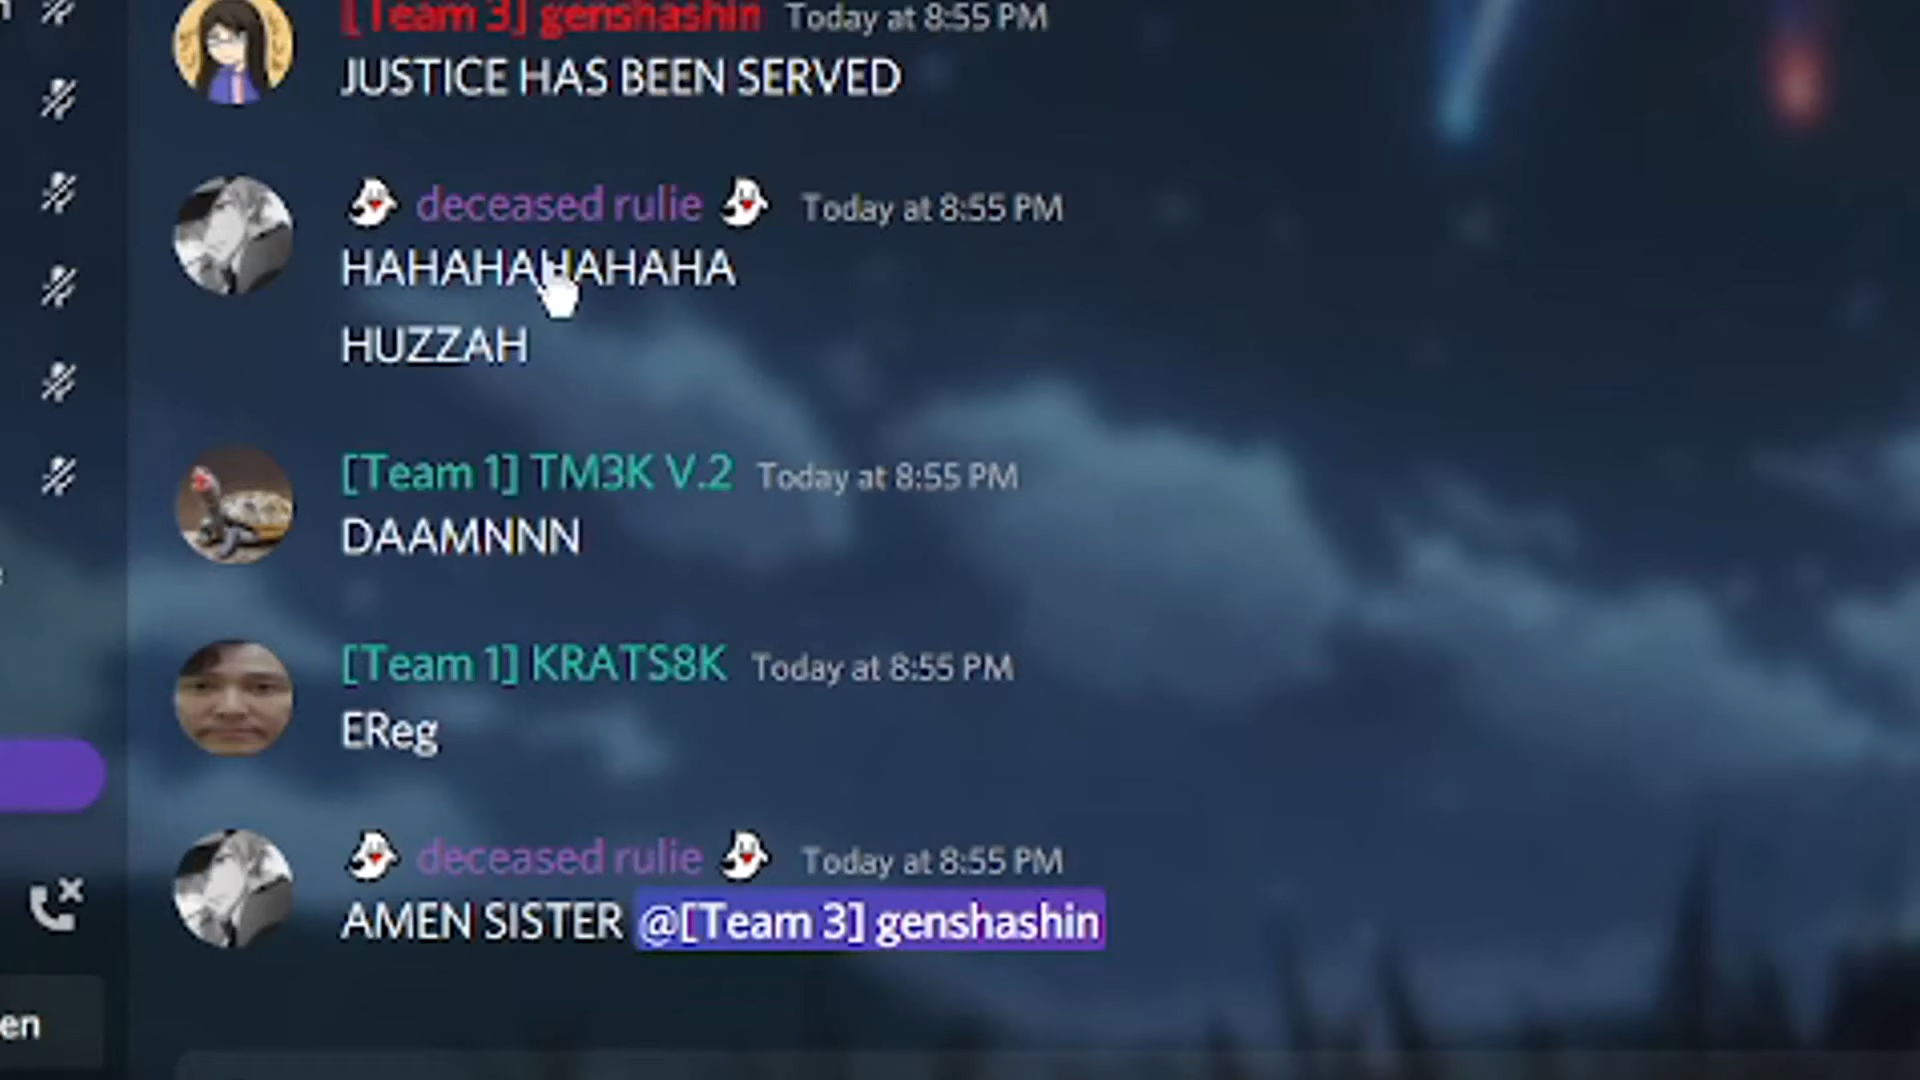 [Team 3] genshashin Today at 8:55 PM
JUSTICE HAS BEEN SERVED
deceased rulie Today at 8:55 PM
HAHAHAHAHAHA
HUZZAH
[Team 1] TM3K V.2 Today at 8:55 PM
DAAMNNN
[Team 1] KRATS8K Today at 8:55 PM
EReg
deceased rulie Today at 8:55 PM
AMEN SISTER @[Team 3] genshashin
en